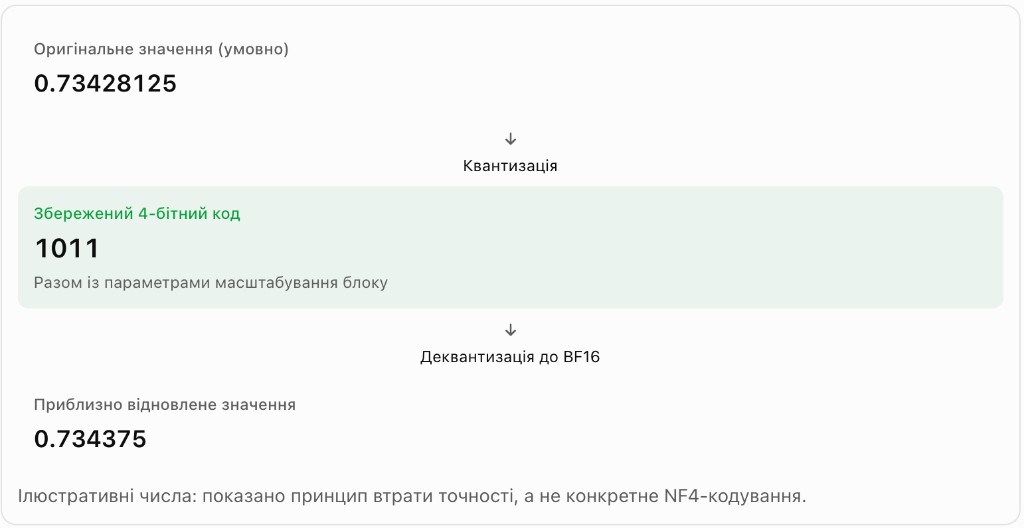 Оригінальне значення (умовно)
0.73428125
↓
Квантизація
Збережений 4-бітний код
1011
Разом із параметрами масштабування блоку
↓
Деквантизація до BF16
Приблизно відновлене значення
0.734375
Ілюстративні числа: показано принцип втрати точності, а не конкретне NF4-кодування.